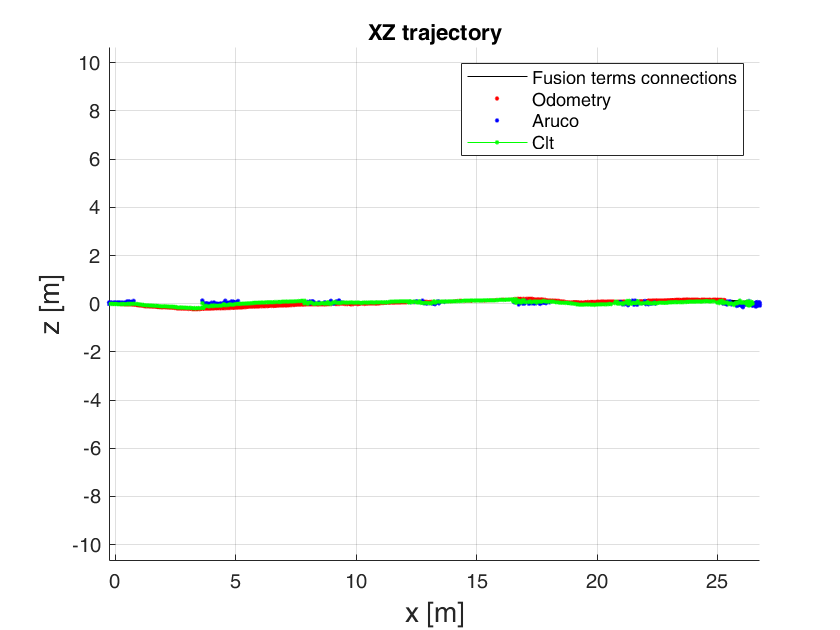 XZ trajectory
Fusion terms connections
Odometry
Aruco
Clt
10
8
6
4
2
0
-2
-4
-6
-8
-10
z [m]
0 5 10 15 20 25
x [m]